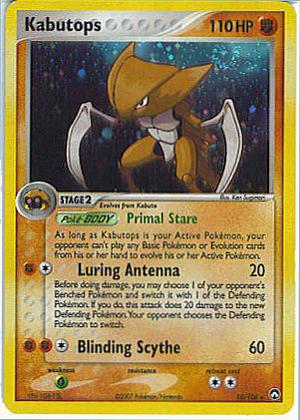 Kabutops 110 HP
Illus. Ken Sugimori
STAGE 2 Evolves from Kabuto
Poké-BODY Primal Stare
As long as Kabutops is your Active Pokémon, your
opponent can't play any Basic Pokémon or Evolution cards
from his or her hand to evolve his or her Active Pokémon.
Luring Antenna 20
Before doing damage, you may choose 1 of your opponent's
Benched Pokémon and switch it with 1 of the Defending
Pokémon. If you do, this attack does 20 damage to the new
Defending Pokémon. Your opponent chooses the Defending
Pokémon to switch.
Blinding Scythe 60
weakness resistance retreat cost
©2007 Pokémon/Nintendo